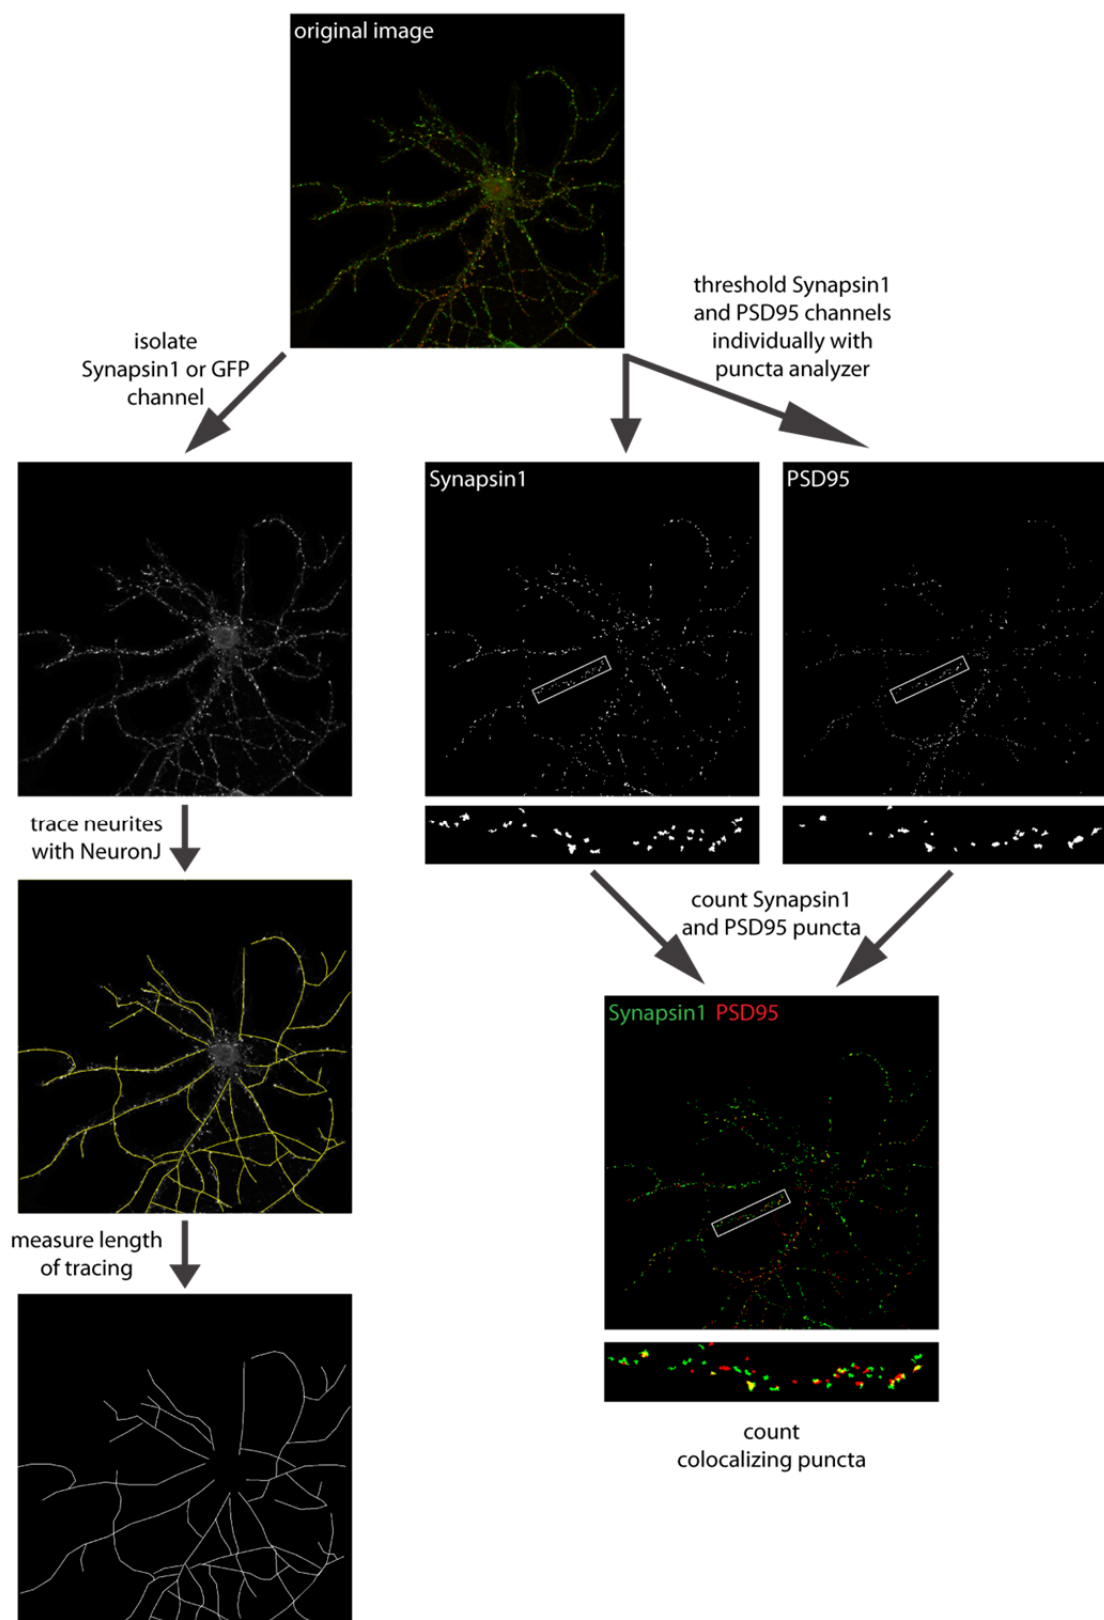 original image
isolate
Synapsin1 or GFP
channel
threshold Synapsin1
and PSD95 channels
individually with
puncta analyzer
Synapsin1
PSD95
trace neurites
with NeuronJ
count Synapsin1
and PSD95 puncta
Synapsin1 PSD95
measure length
of tracing
count
colocalizing puncta